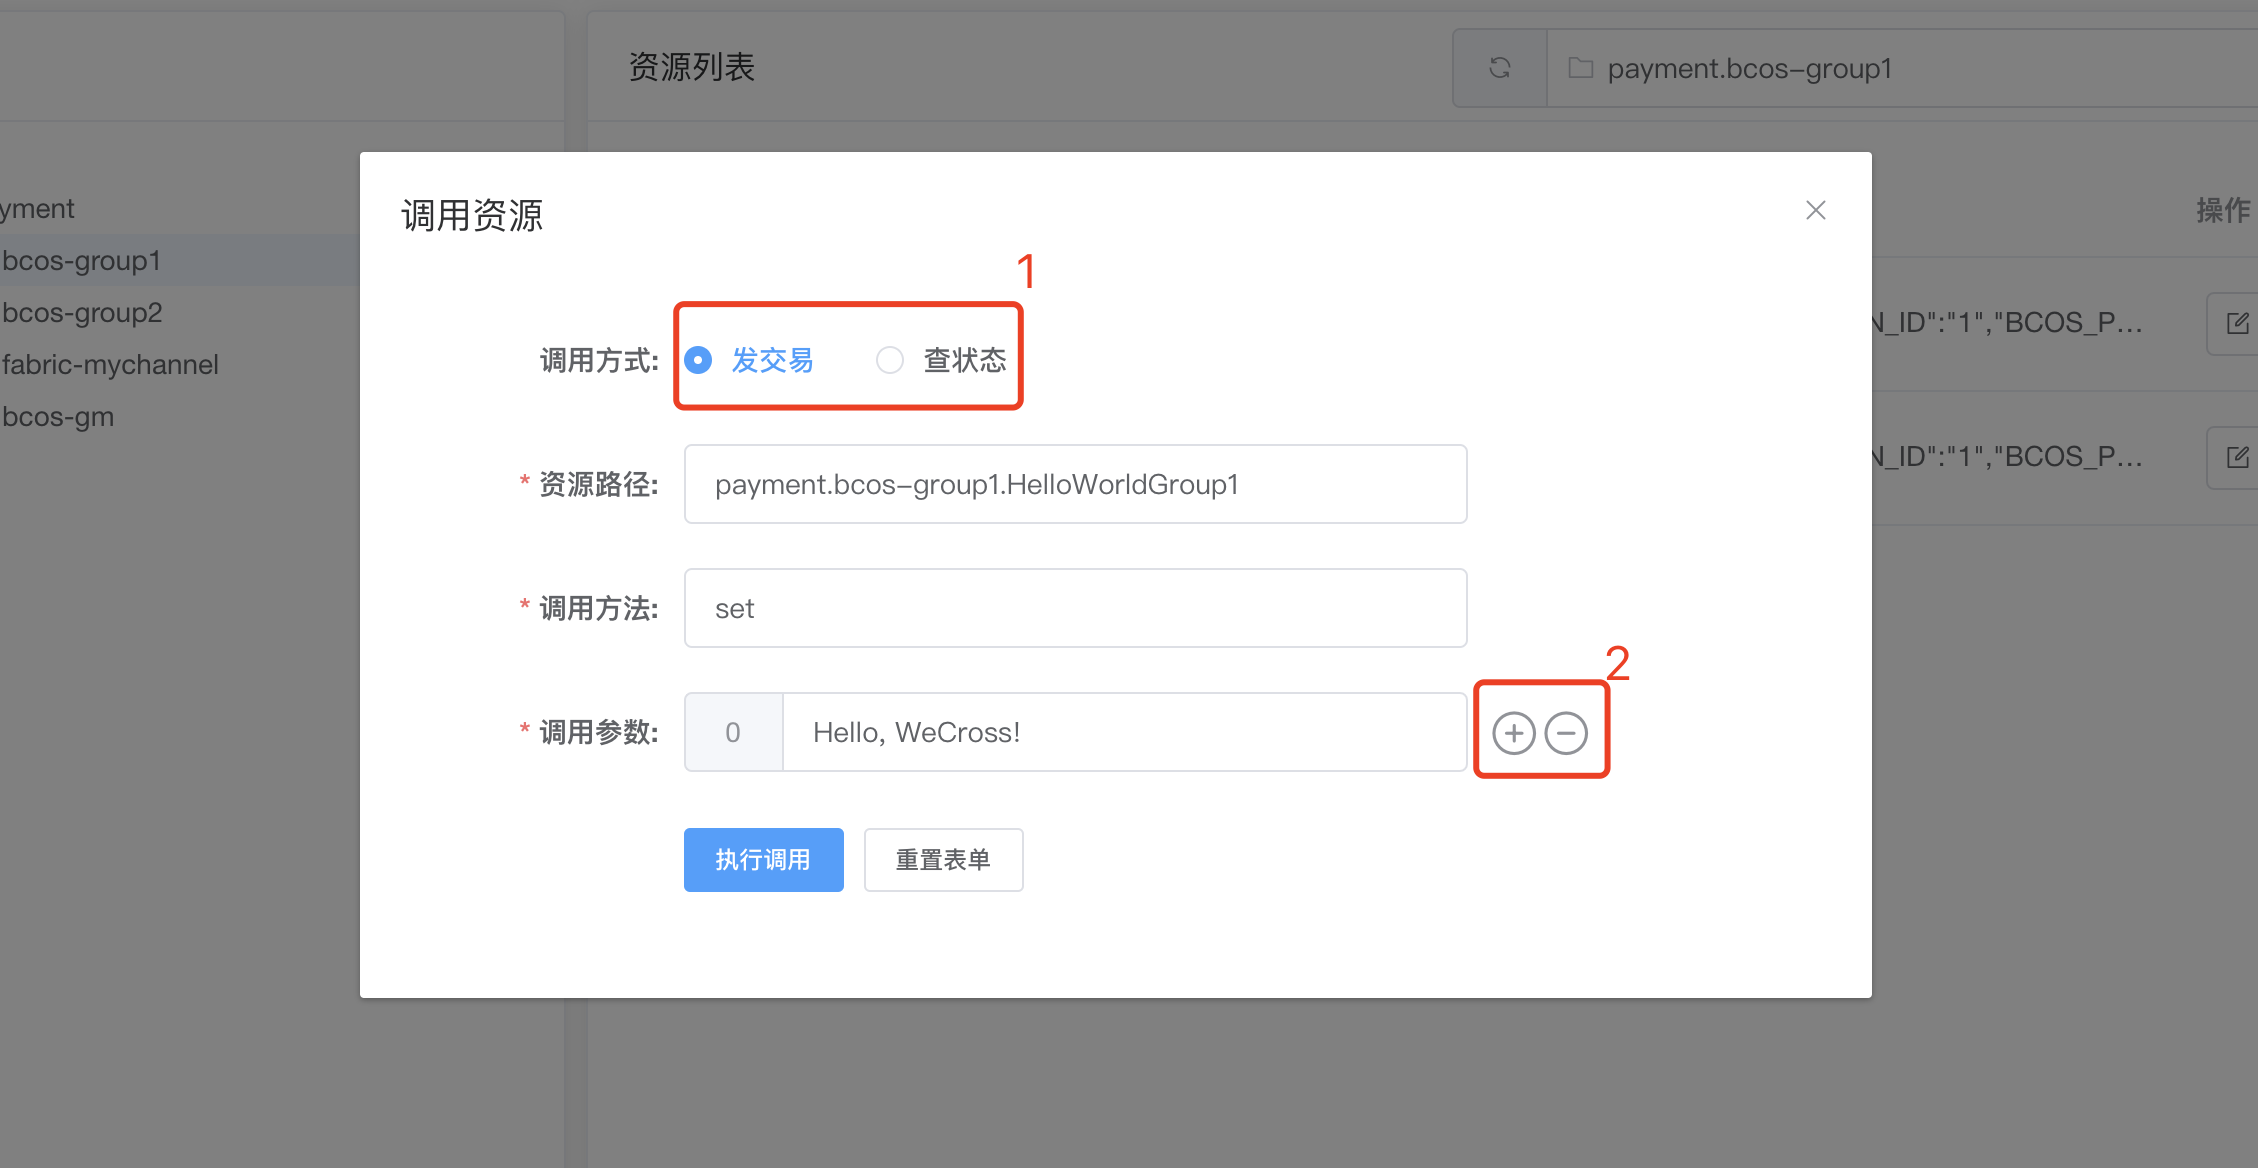 资源列表
payment.bcos-group1
yment
bcos-group1
bcos-group2
fabric-mychannel
bcos-gm
操作
N_ID":"1","BCOS_P...
N_ID":"1","BCOS_P...
调用资源
1
调用方式: 发交易 查状态
* 资源路径: payment.bcos-group1.HelloWorldGroup1
* 调用方法: set
2
* 调用参数: 0 Hello, WeCross!
执行调用 重置表单